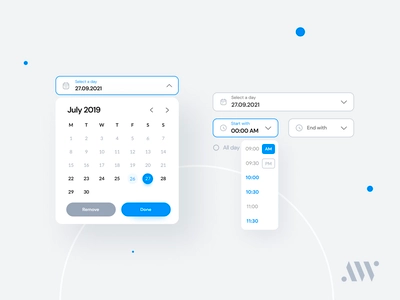 Select a day
27.09.2021
July 2019
M T W T F S S
1 2 3 4 5 6 7
8 9 10 11 12 13 14
15 16 17 18 19 20 21
22 23 24 25 26 27 28
29 30
Remove Done
Select a day
27.09.2021
Start with
00:00 AM
End with
All day
09:00 AM
09:30 PM
10:00
10:30
11:00
11:30